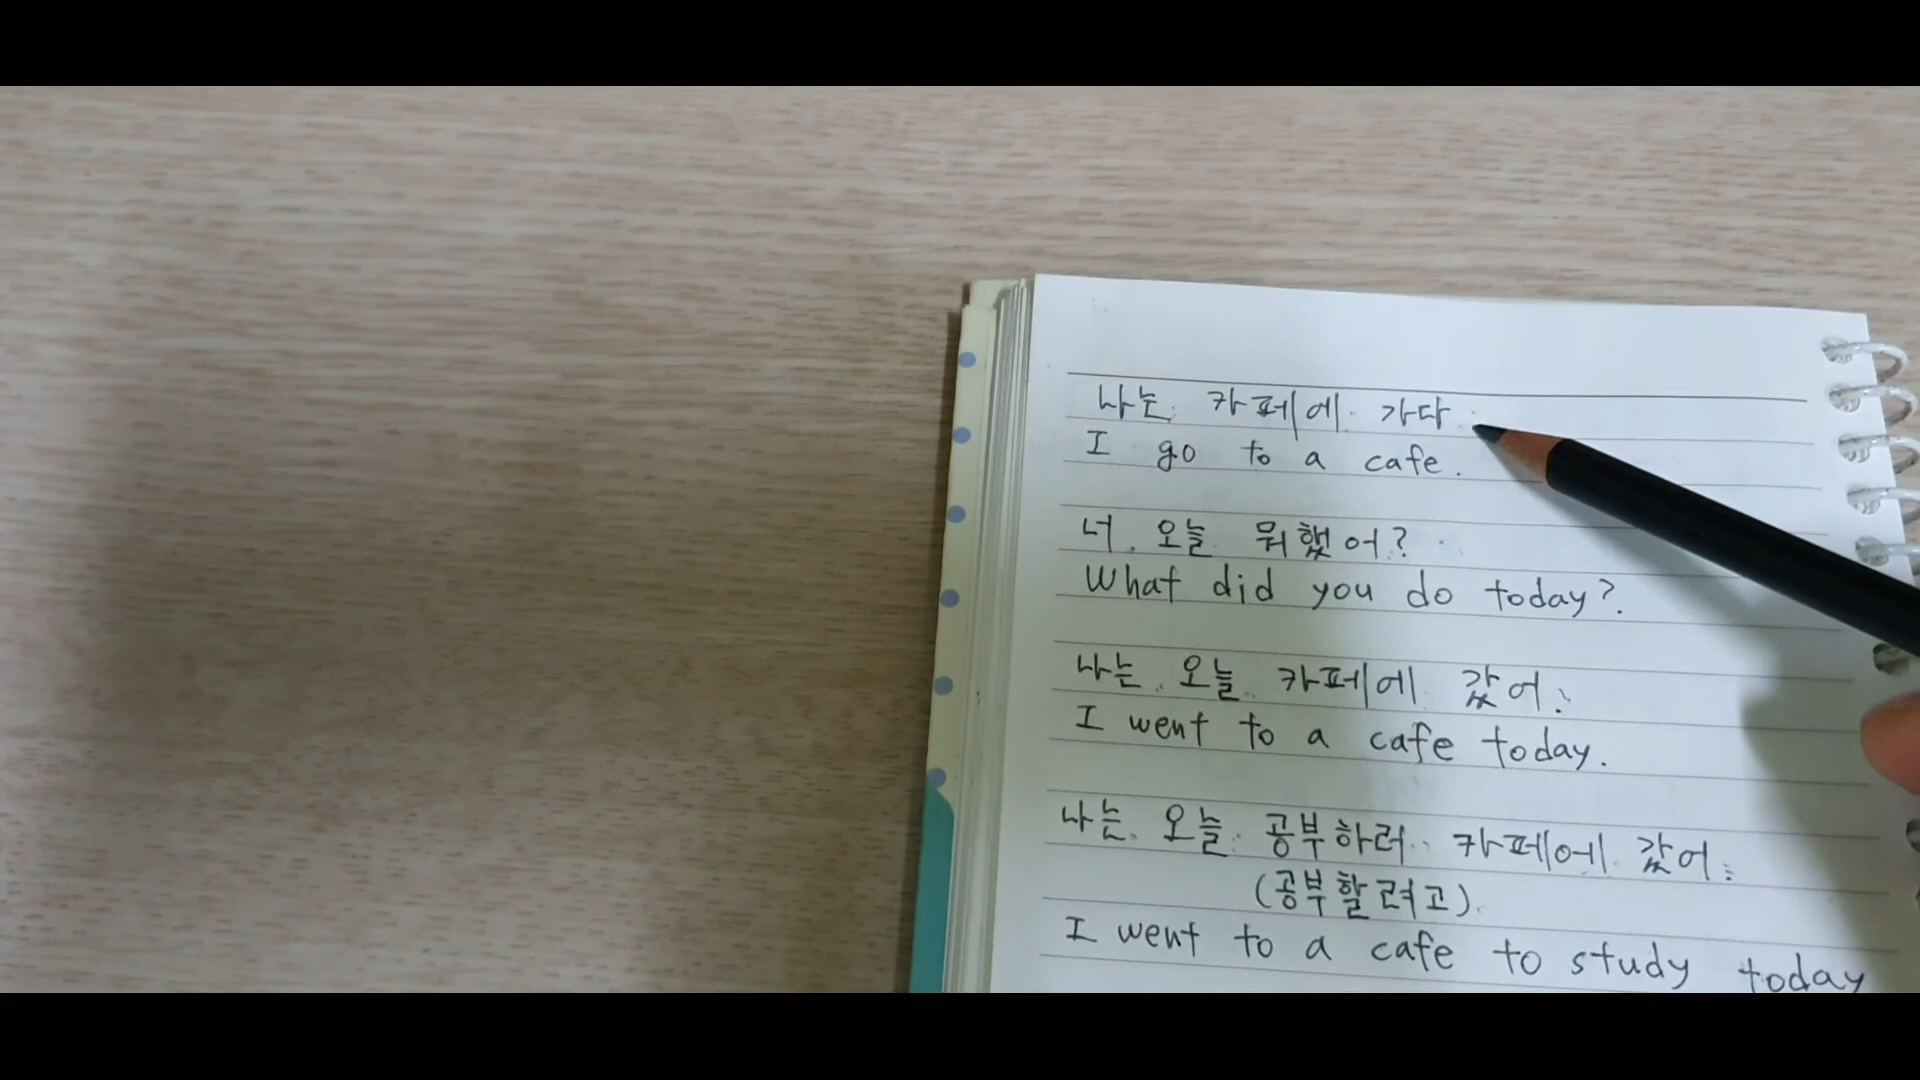 나는 카페에 가다.
I go to a cafe.
너 오늘 뭐했어?
What did you do today?
나는 오늘 카페에 갔어.
I went to a cafe today.
나는 오늘 공부하러 카페에 갔어.
(공부할려고)
I went to a cafe to study today